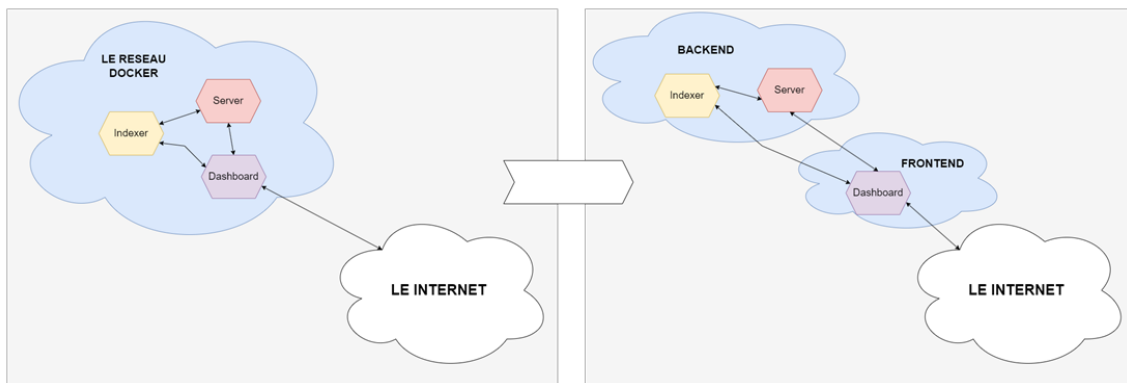 LE RESEAU
DOCKER
Server
Indexer
Dashboard
LE INTERNET
BACKEND
Indexer
Server
FRONTEND
Dashboard
LE INTERNET